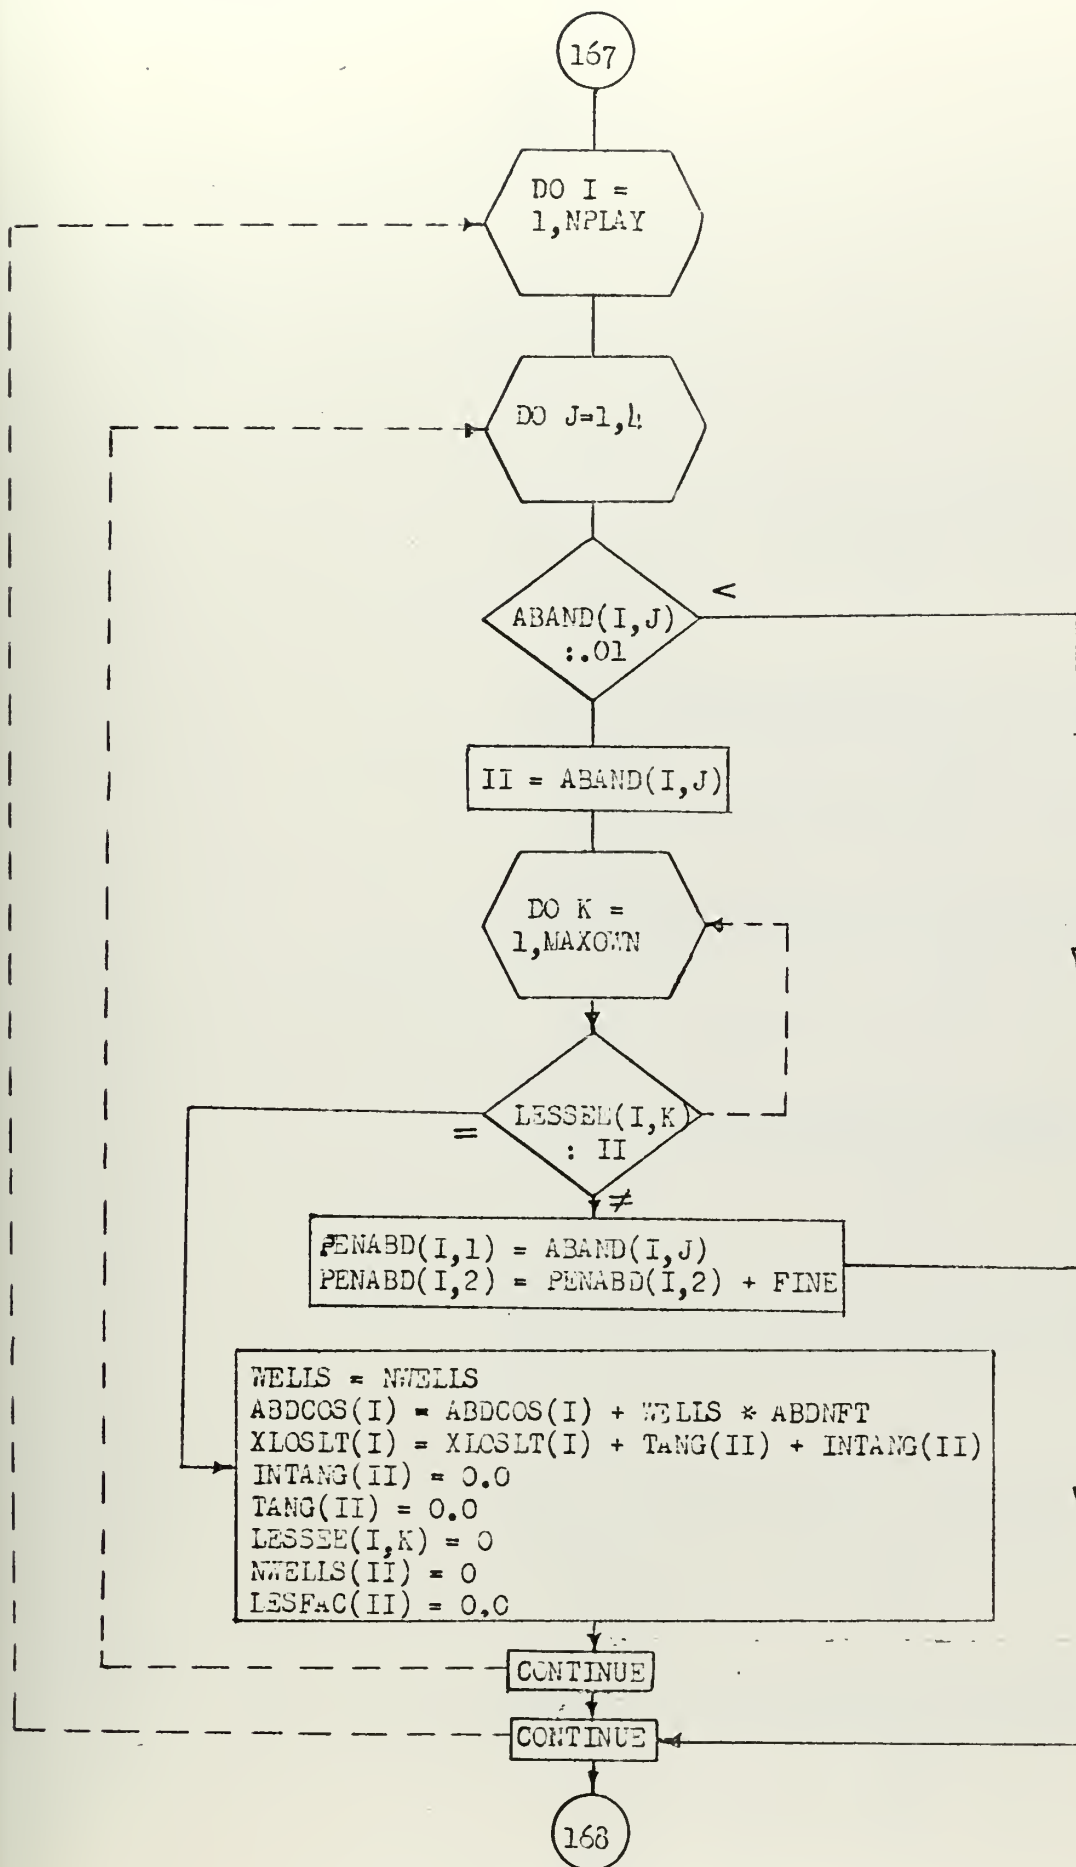 167
DO I =
1,NPLAY
DO J=1,4
<
ABAND(I,J)
:.01
II = ABAND(I,J)
DO K =
1,MAXOWN
LESSEE(I,K)
: II
=
≠
PENABD(I,1) = ABAND(I,J)
PENABD(I,2) = PENABD(I,2) + FINE
WELLS = NWELLS
ABDCOS(I) = ABDCOS(I) + WELLS * ABDNFT
XLOSLT(I) = XLOSLT(I) + TANG(II) + INTANG(II)
INTANG(II) = 0.0
TANG(II) = 0.0
LESSEE(I,K) = 0
NWELLS(II) = 0
LESFAC(II) = 0,0
CONTINUE
CONTINUE
168